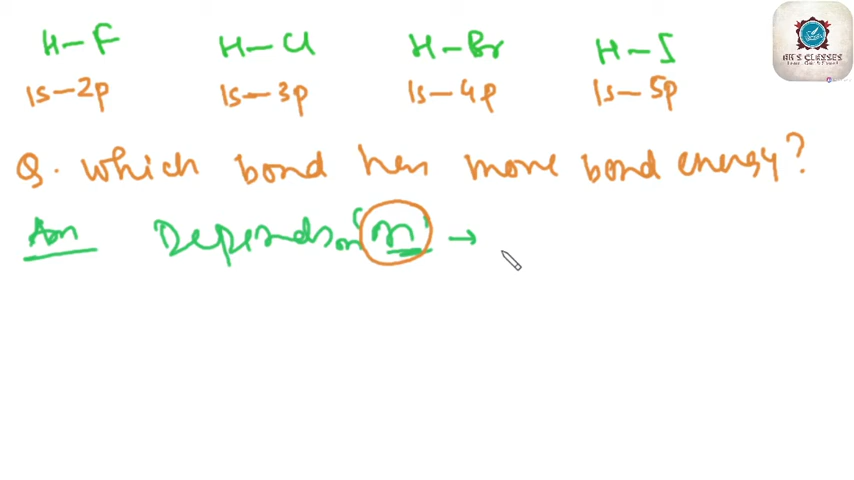 H-F H-Cl H-Br H-I
1s-2p 1s-3p 1s-4p 1s-5p
Q. which bond has more bond energy?
Ans Depends on 'n' →